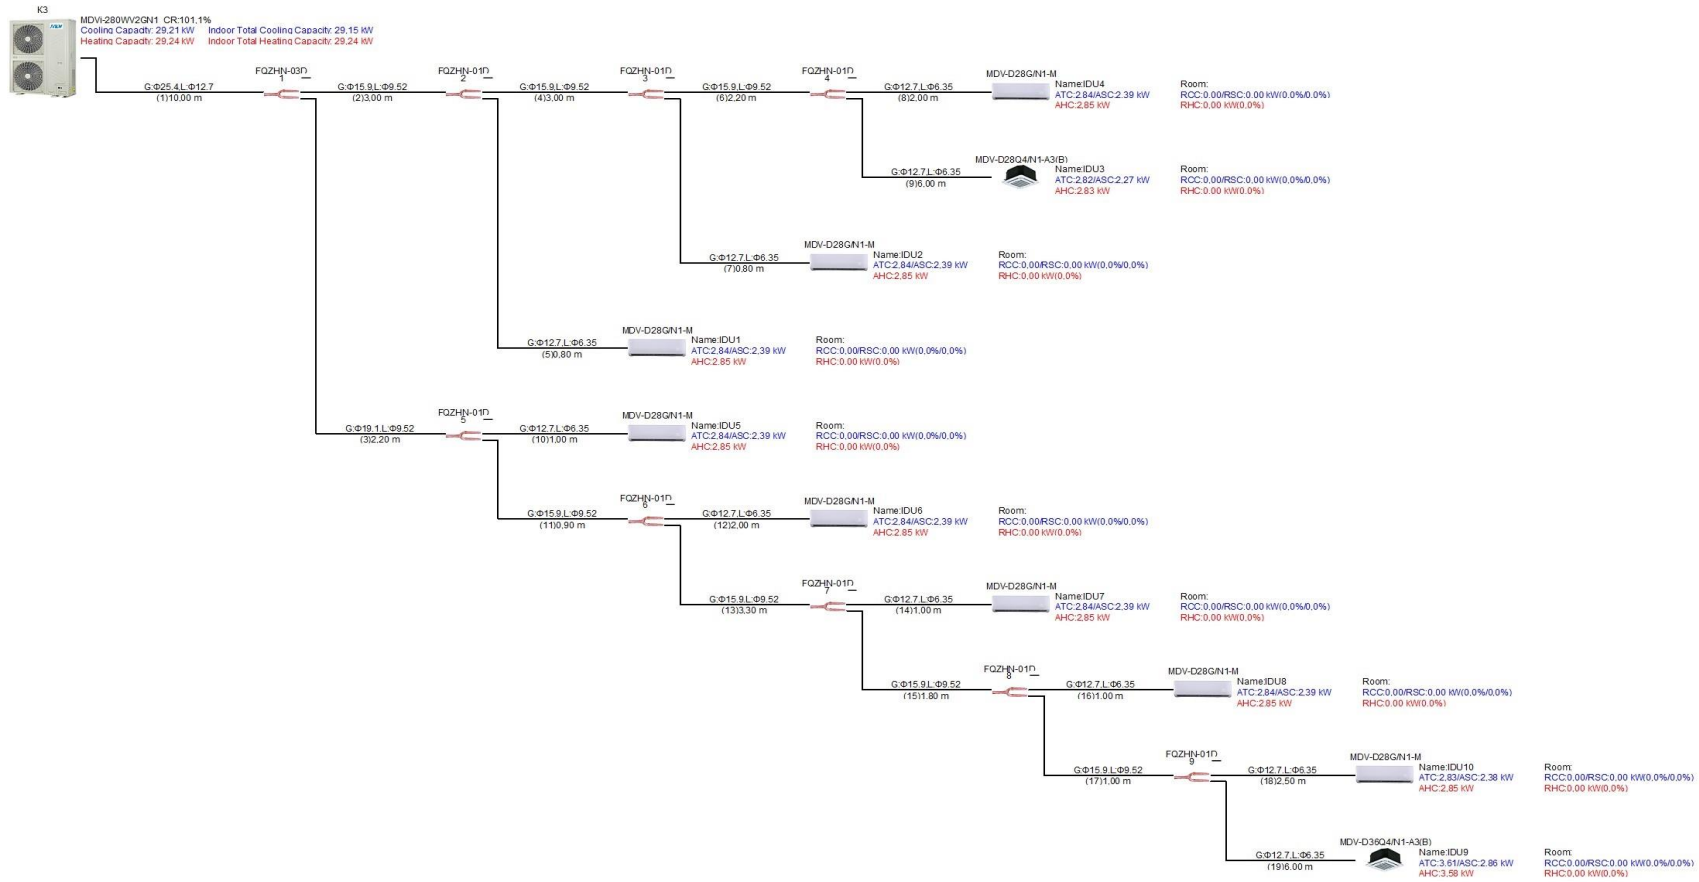 K3
MDV
MDVi-280WV2GN1 CR:101,1%
Cooling Capacity: 29,21 kW Indoor Total Cooling Capacity: 29,15 kW
Heating Capacity: 29,24 kW Indoor Total Heating Capacity: 29,24 kW
G:Φ25.4,L:Φ12.7
(1)10,00 m
FQZHN-03D
1
G:Φ15.9,L:Φ9.52
(2)3,00 m
FQZHN-01D
2
G:Φ15.9,L:Φ9.52
(4)3,00 m
FQZHN-01D
3
G:Φ15.9,L:Φ9.52
(6)2,20 m
FQZHN-01D
4
G:Φ12.7,L:Φ6.35
(8)2,00 m
MDV-D28G/N1-M
Name:IDU4
ATC:2,84/ASC:2,39 kW
AHC:2,85 kW
Room:
RCC:0,00/RSC:0,00 kW(0,0%/0,0%)
RHC:0,00 kW(0,0%)
G:Φ12.7,L:Φ6.35
(9)6,00 m
MDV-D28Q4/N1-A3(B)
Name:IDU3
ATC:2,82/ASC:2,27 kW
AHC:2,83 kW
Room:
RCC:0,00/RSC:0,00 kW(0,0%/0,0%)
RHC:0,00 kW(0,0%)
G:Φ12.7,L:Φ6.35
(7)0,80 m
MDV-D28G/N1-M
Name:IDU2
ATC:2,84/ASC:2,39 kW
AHC:2,85 kW
Room:
RCC:0,00/RSC:0,00 kW(0,0%/0,0%)
RHC:0,00 kW(0,0%)
G:Φ12.7,L:Φ6.35
(5)0,80 m
MDV-D28G/N1-M
Name:IDU1
ATC:2,84/ASC:2,39 kW
AHC:2,85 kW
Room:
RCC:0,00/RSC:0,00 kW(0,0%/0,0%)
RHC:0,00 kW(0,0%)
G:Φ19.1,L:Φ9.52
(3)2,20 m
FQZHN-01D
5
G:Φ12.7,L:Φ6.35
(10)1,00 m
MDV-D28G/N1-M
Name:IDU5
ATC:2,84/ASC:2,39 kW
AHC:2,85 kW
Room:
RCC:0,00/RSC:0,00 kW(0,0%/0,0%)
RHC:0,00 kW(0,0%)
G:Φ15.9,L:Φ9.52
(11)0,90 m
FQZHN-01D
6
G:Φ12.7,L:Φ6.35
(12)2,00 m
MDV-D28G/N1-M
Name:IDU6
ATC:2,84/ASC:2,39 kW
AHC:2,85 kW
Room:
RCC:0,00/RSC:0,00 kW(0,0%/0,0%)
RHC:0,00 kW(0,0%)
G:Φ15.9,L:Φ9.52
(13)3,30 m
FQZHN-01D
7
G:Φ12.7,L:Φ6.35
(14)1,00 m
MDV-D28G/N1-M
Name:IDU7
ATC:2,84/ASC:2,39 kW
AHC:2,85 kW
Room:
RCC:0,00/RSC:0,00 kW(0,0%/0,0%)
RHC:0,00 kW(0,0%)
G:Φ15.9,L:Φ9.52
(15)1,80 m
FQZHN-01D
8
G:Φ12.7,L:Φ6.35
(16)1,00 m
MDV-D28G/N1-M
Name:IDU8
ATC:2,84/ASC:2,39 kW
AHC:2,85 kW
Room:
RCC:0,00/RSC:0,00 kW(0,0%/0,0%)
RHC:0,00 kW(0,0%)
G:Φ15.9,L:Φ9.52
(17)1,00 m
FQZHN-01D
9
G:Φ12.7,L:Φ6.35
(18)2,50 m
MDV-D28G/N1-M
Name:IDU10
ATC:2,83/ASC:2,38 kW
AHC:2,85 kW
Room:
RCC:0,00/RSC:0,00 kW(0,0%/0,0%)
RHC:0,00 kW(0,0%)
G:Φ12.7,L:Φ6.35
(19)6,00 m
MDV-D36Q4/N1-A3(B)
Name:IDU9
ATC:3,61/ASC:2,86 kW
AHC:3,58 kW
Room:
RCC:0,00/RSC:0,00 kW(0,0%/0,0%)
RHC:0,00 kW(0,0%)